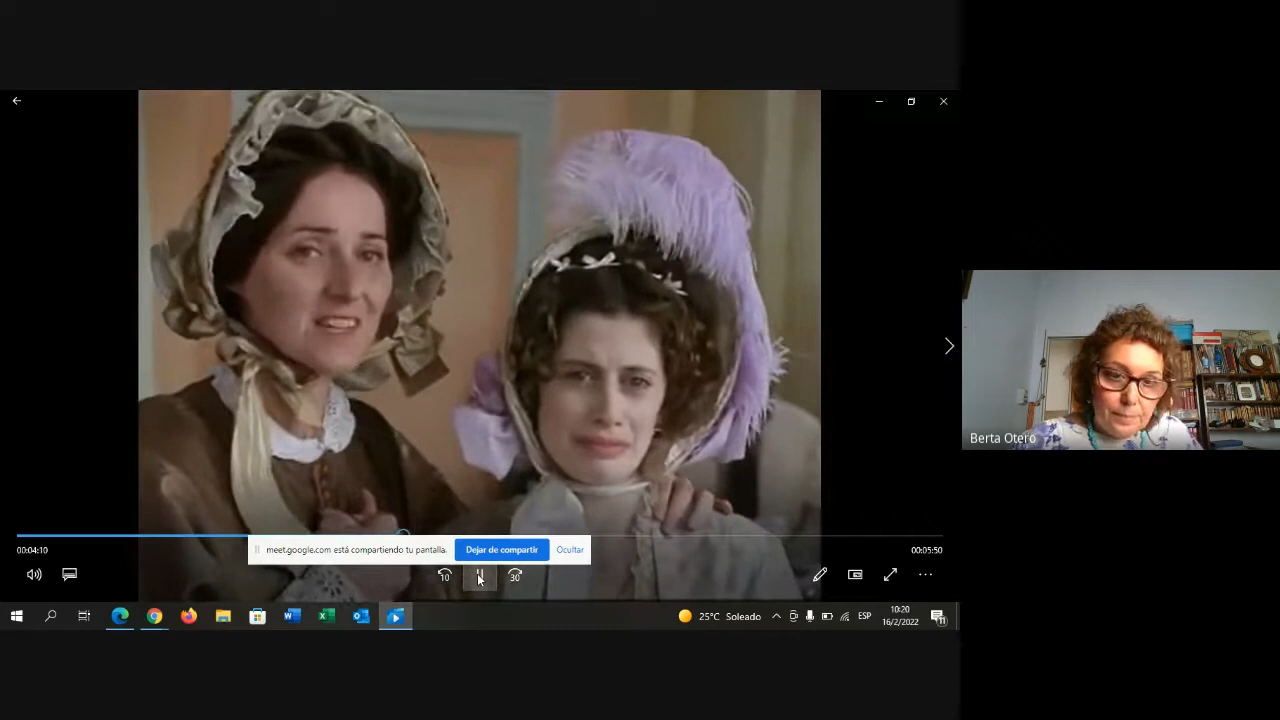 Berta Otero
00:04:10
00:05:50
meet.google.com está compartiendo tu pantalla.
Dejar de compartir
Ocultar
10
30
25°C Soleado
ESP
10:20
16/2/2022
11